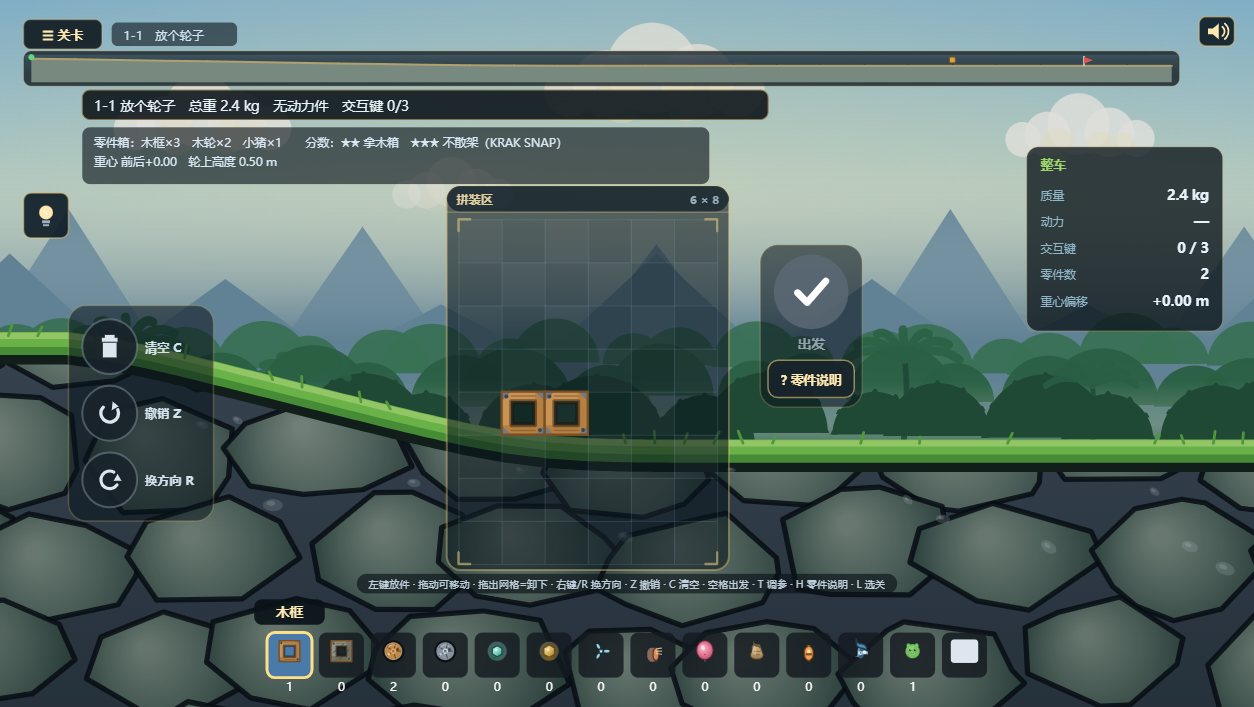 ☰ 关卡
1-1 放个轮子
1-1 放个轮子 总重 2.4 kg 无动力件 交互键 0/3
零件箱：木框×3 木轮×2 小猪×1 分数：★★ 拿木箱 ★★★ 不散架（KRAK SNAP）
重心 前后+0.00 轮上高度 0.50 m
整车
质量 2.4 kg
动力 —
交互键 0 / 3
零件数 2
重心偏移 +0.00 m
拼装区 6 × 8
出发
? 零件说明
清空 C
撤销 Z
换方向 R
左键放件 · 拖动可移动 · 拖出网格=卸下 · 右键/R 换方向 · Z 撤销 · C 清空 · 空格出发 · T 调参 · H 零件说明 · L 选关
木框
1 0 2 0 0 0 0 0 0 0 0 0 1